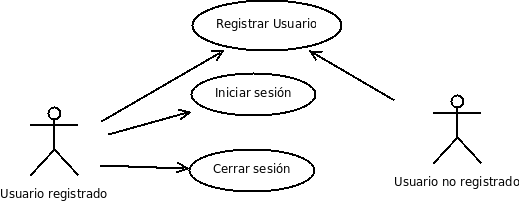 Registrar Usuario
Iniciar sesión
Cerrar sesión
Usuario registrado
Usuario no registrado